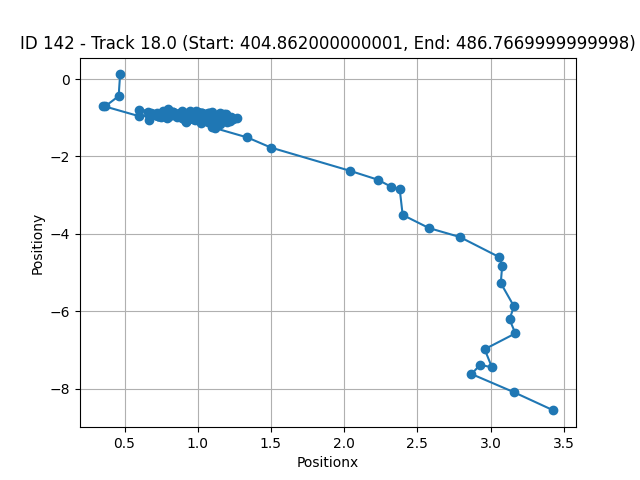 ID 142 - Track 18.0 (Start: 404.862000000001, End: 486.7669999999998)
0
−2
−4
−6
−8
Positiony
0.5 1.0 1.5 2.0 2.5 3.0 3.5
Positionx